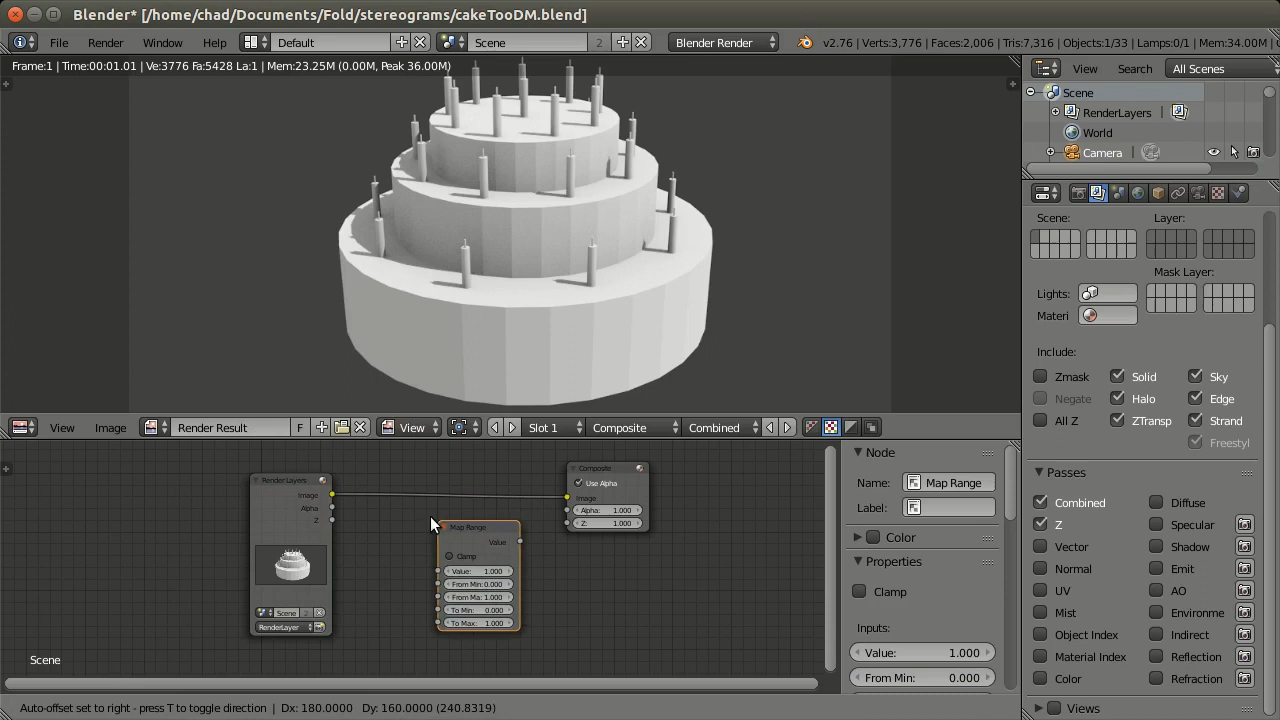 Blender* [/home/chad/Documents/Fold/stereograms/cakeTooDM.blend]
File Render Window Help Default Scene 2 Blender Render v2.76 | Verts:3,776 | Faces:2,006 | Tris:7,316 | Objects:1/33 | Lamps:0/1 | Mem:34.00M
Frame:1 | Time:00:01.01 | Ve:3776 Fa:5428 La:1 | Mem:23.25M (0.00M, Peak 36.00M)
View Search All Scenes
Scene
RenderLayers
World
Camera
Scene: Layer:
Mask Layer:
Lights:
Materi
Include:
Zmask Solid Sky
Negate Halo Edge
All Z ZTransp Strand
Freestyl
View Image Render Result F View Slot 1 Composite Combined
Render Layers
Image
Alpha
Z
Scene 2
RenderLayer
Map Range
Value
Clamp
Value: 1.000
From Min: 0.000
From Ma: 1.000
To Min: 0.000
To Max: 1.000
Composite
Use Alpha
Image
Alpha: 1.000
Z: 1.000
Scene
Node
Name: Map Range
Label:
Color
Properties
Clamp
Inputs:
Value: 1.000
From Min: 0.000
Passes
Combined Diffuse
Z Specular
Vector Shadow
Normal Emit
UV AO
Mist Environme
Object Index Indirect
Material Index Reflection
Color Refraction
Views
Auto-offset set to right - press T to toggle direction | Dx: 180.0000 Dy: 160.0000 (240.8319)